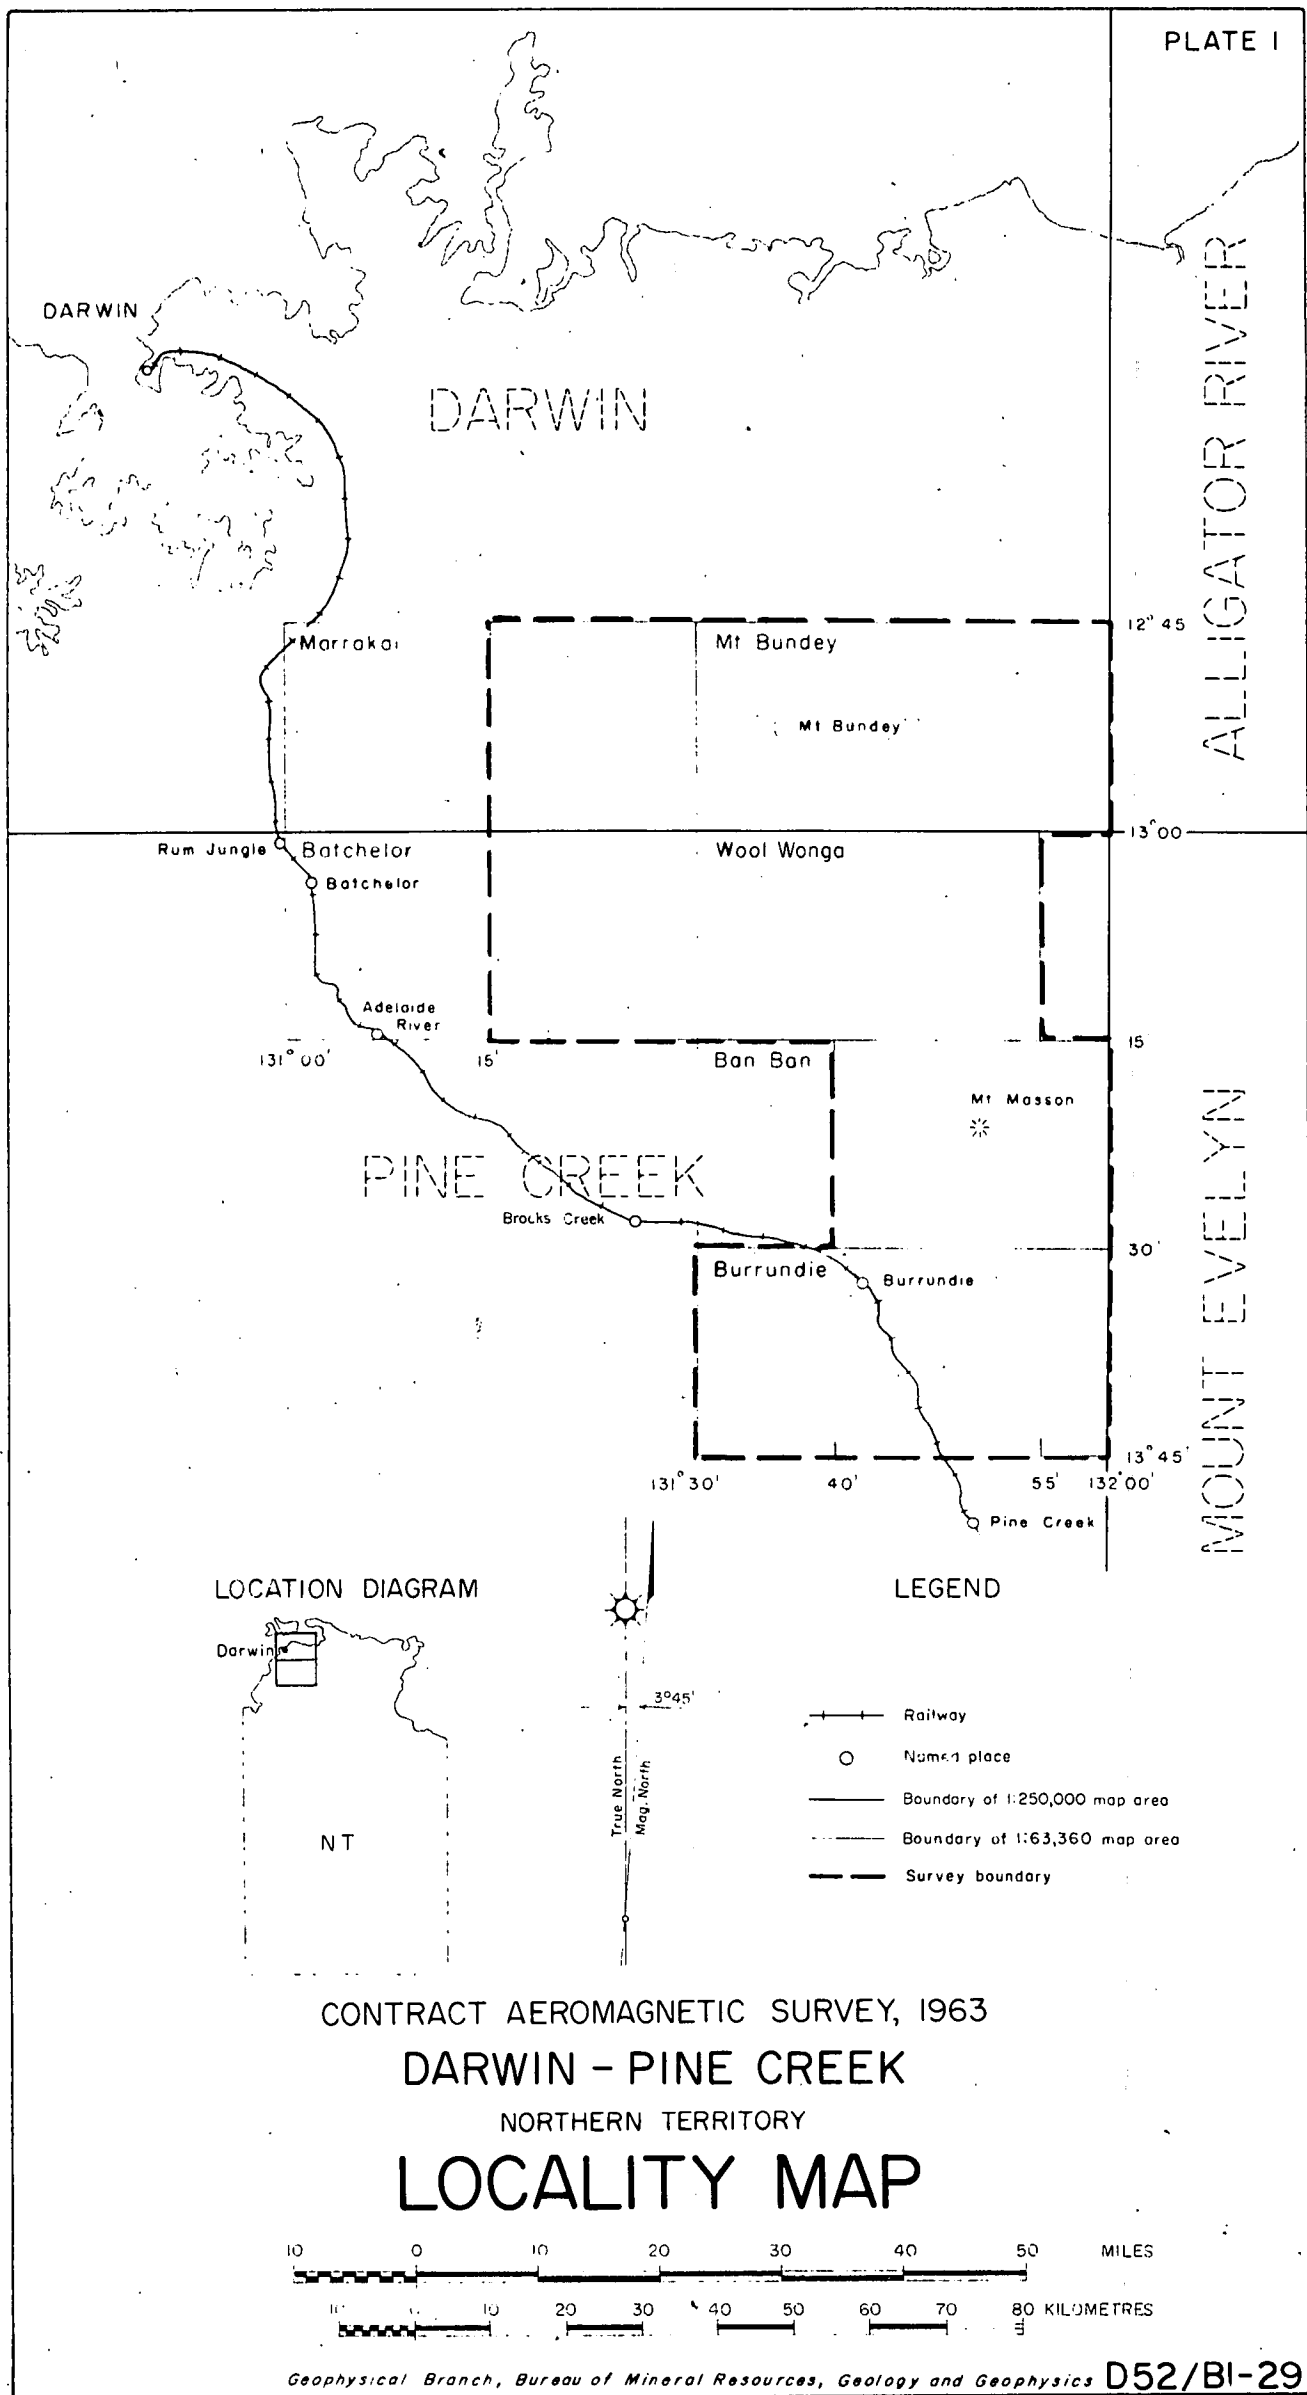 PLATE 1
DARWIN
DARWIN
ALLIGATOR RIVER
12° 45
Marrakai
Mt Bundey
Mt Bundey
13° 00
Rum Jungle
Batchelor
Wool Wonga
Batchelor
Adelaide
River
131° 00'
15'
Ban Ban
15
Mt Masson
PINE CREEK
MOUNT EVELYN
Brocks Creek
30'
Burrundie
Burrundie
13° 45'
131° 30'
40'
55'
132° 00'
Pine Creek
LOCATION DIAGRAM
LEGEND
Darwin
3° 45'
True North
Mag. North
NT
Railway
Named place
Boundary of 1:250,000 map area
Boundary of 1:63,360 map area
Survey boundary
CONTRACT AEROMAGNETIC SURVEY, 1963
DARWIN – PINE CREEK
NORTHERN TERRITORY
LOCALITY MAP
10 0 10 20 30 40 50 MILES
10 0 10 20 30 40 50 60 70 80 KILOMETRES
Geophysical Branch, Bureau of Mineral Resources, Geology and Geophysics D52/B1-29